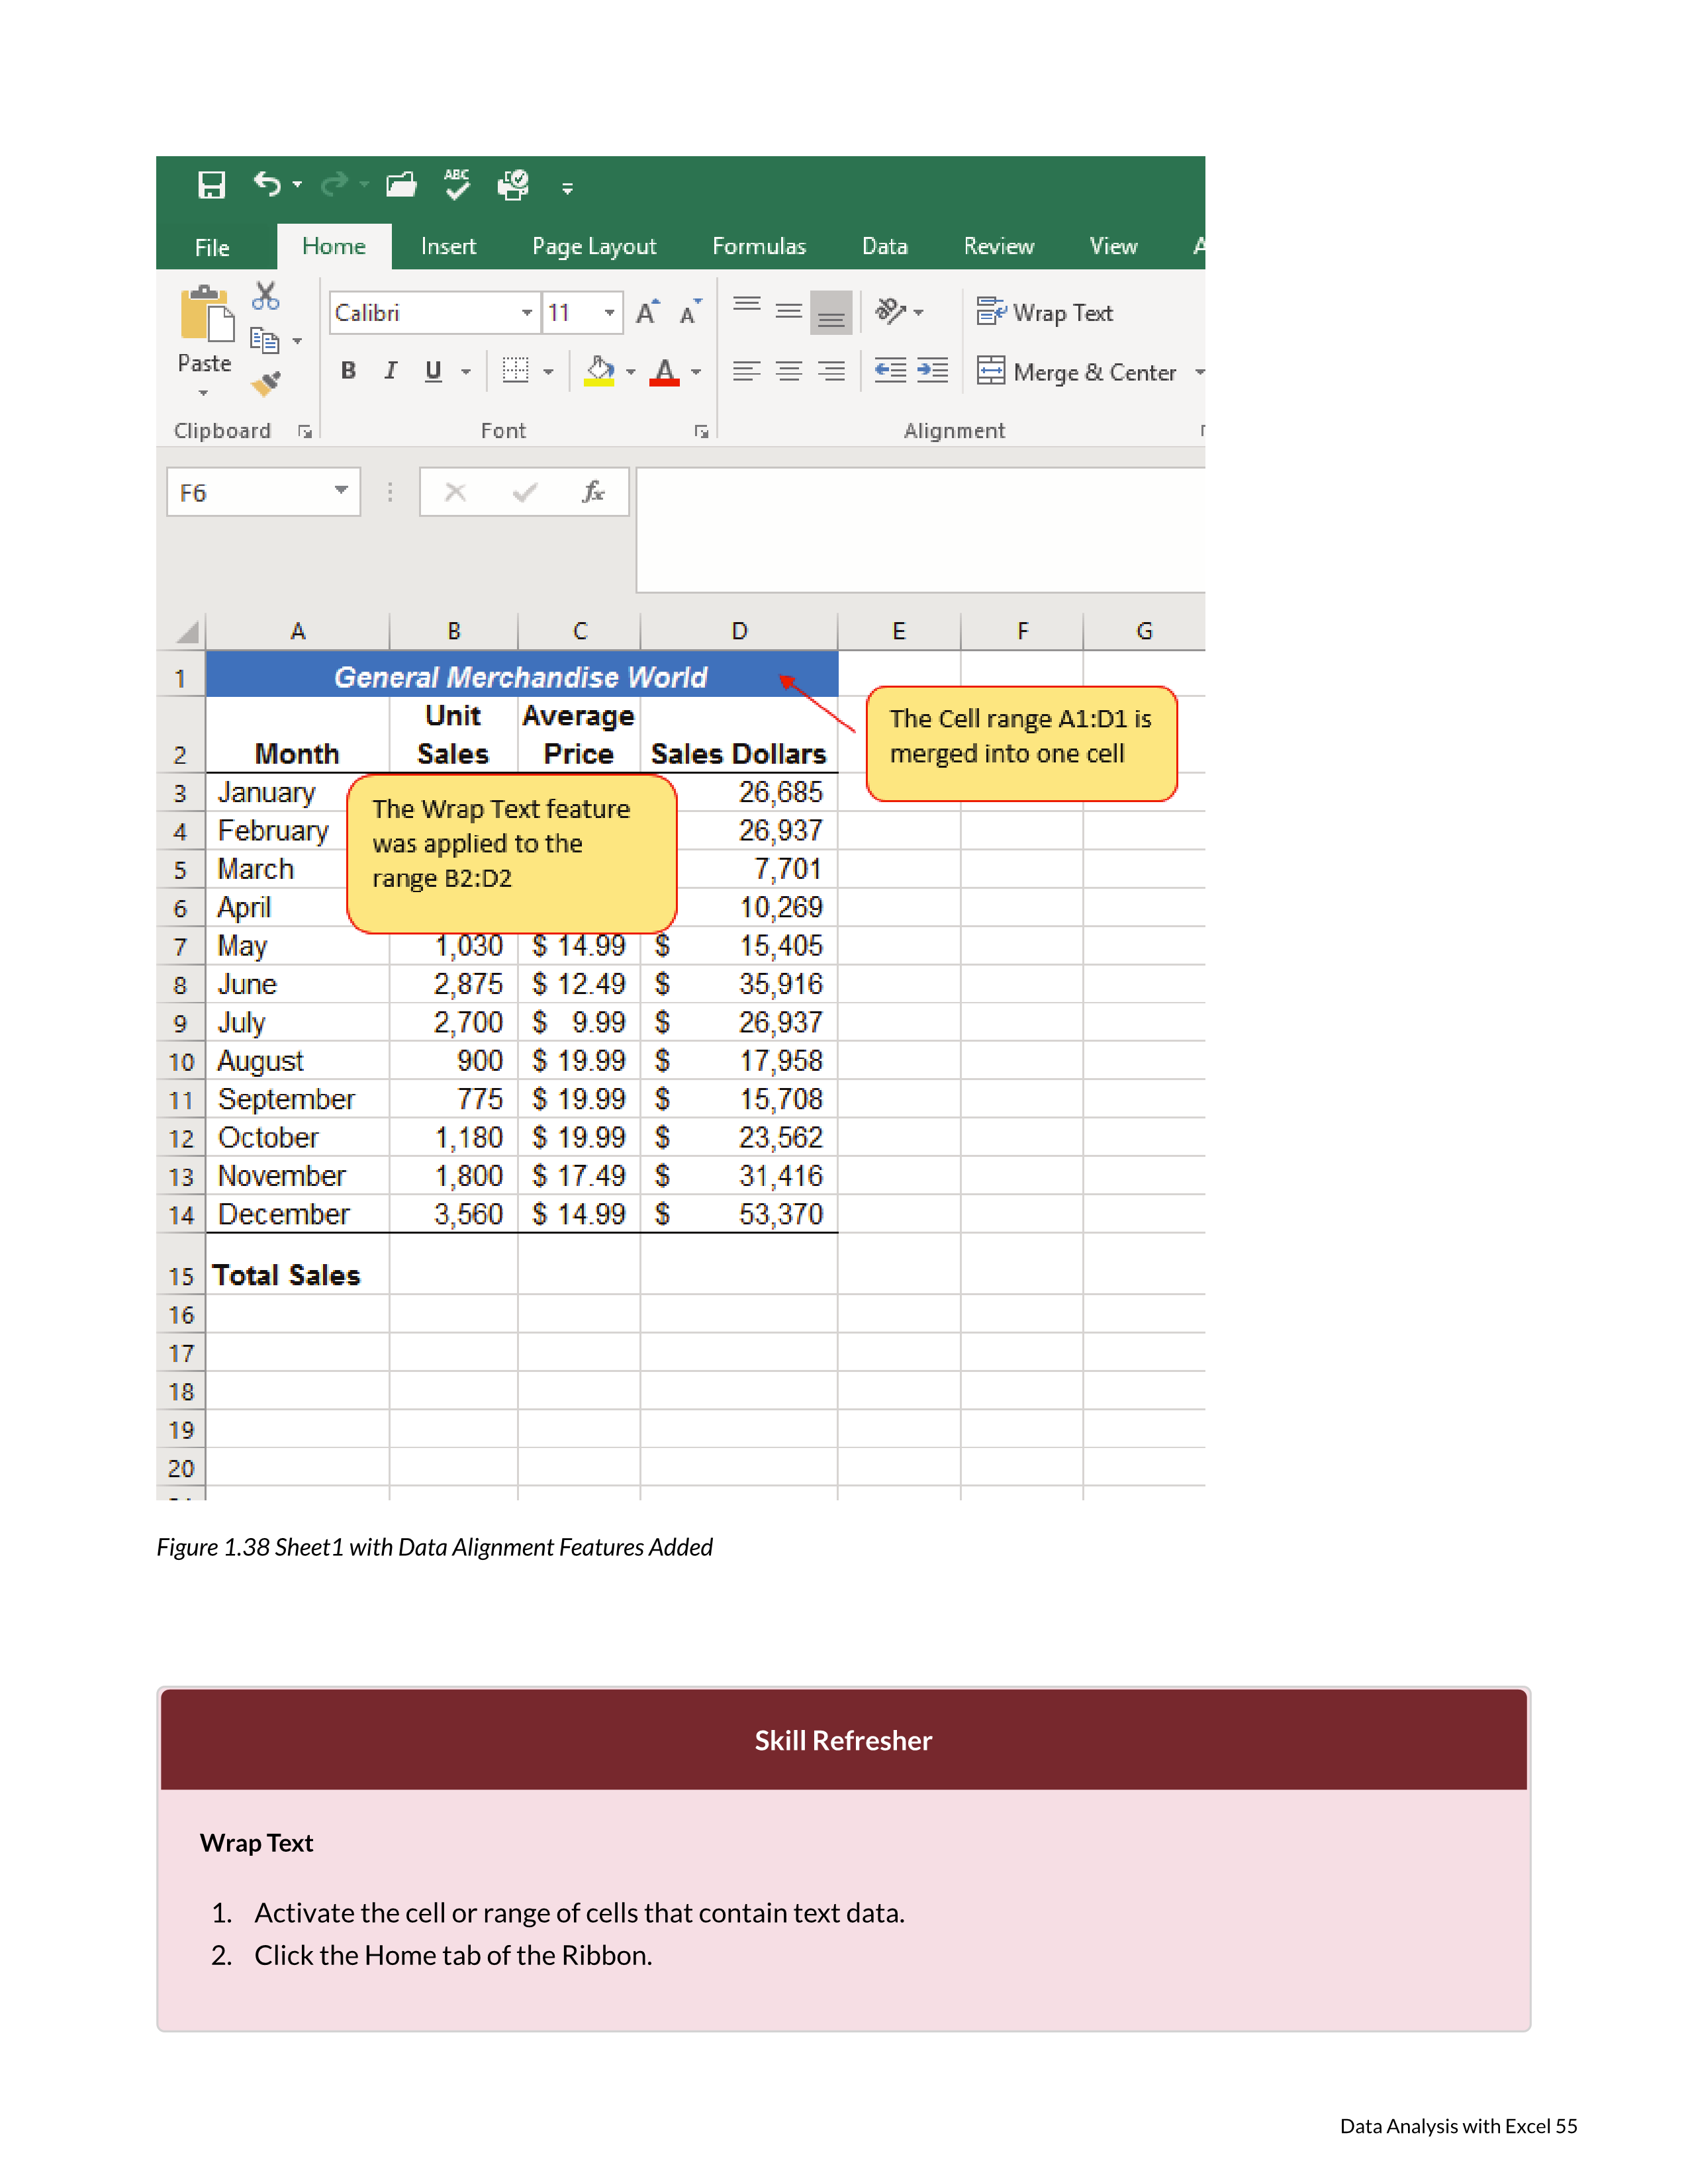 ABC
File Home Insert Page Layout Formulas Data Review View
Calibri 11 A A Wrap Text
Paste B I U A Merge & Center
Clipboard Font Alignment
F6 fx
A B C D E F G
1 General Merchandise World
The Cell range A1:D1 is
merged into one cell
Unit Average
2 Month Sales Price Sales Dollars
3 January 26,685
4 February 26,937
5 March 7,701
6 April 10,269
The Wrap Text feature
was applied to the
range B2:D2
7 May 1,030 $ 14.99 $ 15,405
8 June 2,875 $ 12.49 $ 35,916
9 July 2,700 $ 9.99 $ 26,937
10 August 900 $ 19.99 $ 17,958
11 September 775 $ 19.99 $ 15,708
12 October 1,180 $ 19.99 $ 23,562
13 November 1,800 $ 17.49 $ 31,416
14 December 3,560 $ 14.99 $ 53,370
15 Total Sales
16
17
18
19
20
Figure 1.38 Sheet1 with Data Alignment Features Added
Skill Refresher
Wrap Text
1. Activate the cell or range of cells that contain text data.
2. Click the Home tab of the Ribbon.
Data Analysis with Excel 55